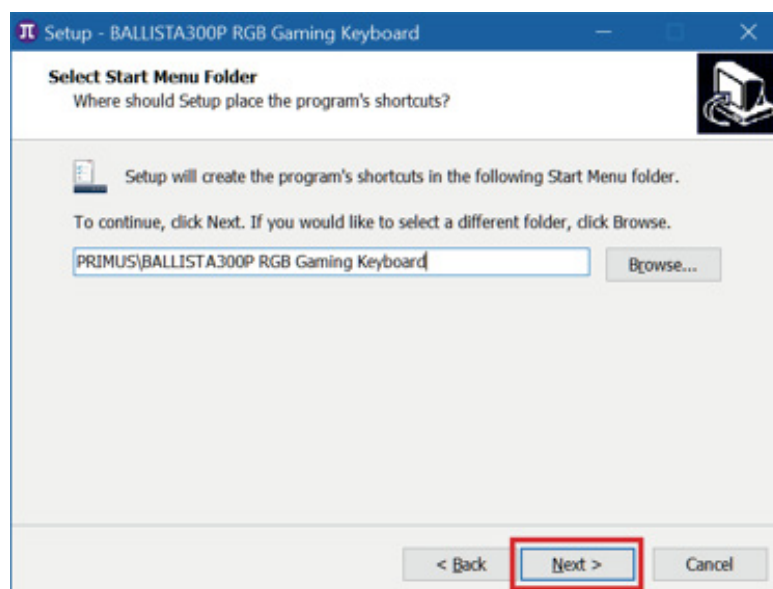 Setup - BALLISTA300P RGB Gaming Keyboard
Select Start Menu Folder
Where should Setup place the program's shortcuts?
Setup will create the program's shortcuts in the following Start Menu folder.
To continue, click Next. If you would like to select a different folder, click Browse.
PRIMUS\BALLISTA300P RGB Gaming Keyboard
Browse...
< Back
Next >
Cancel